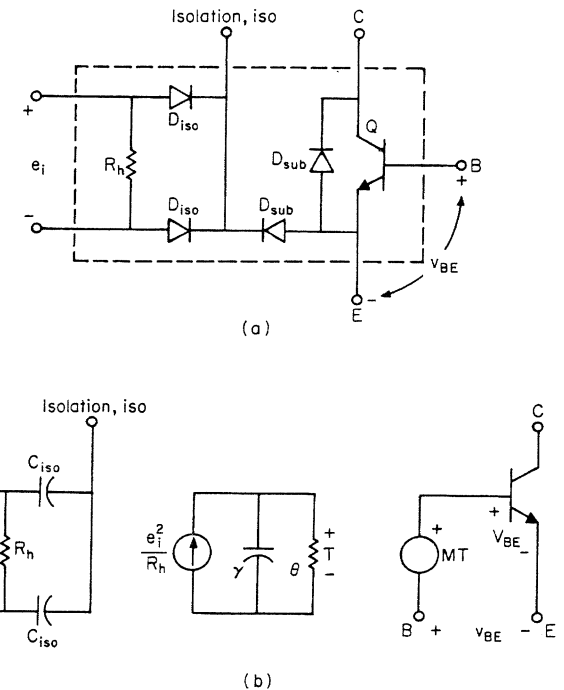 Isolation, iso
C
+
D_iso
Q
e_i
R_h
D_sub
B
+
−
D_iso
D_sub
v_BE
E −
(a)
Isolation, iso
C
C_iso
e_i^2
R_h
γ
θ
+
T
−
+
MT
+
V_BE
−
R_h
C_iso
B + v_BE − E
(b)